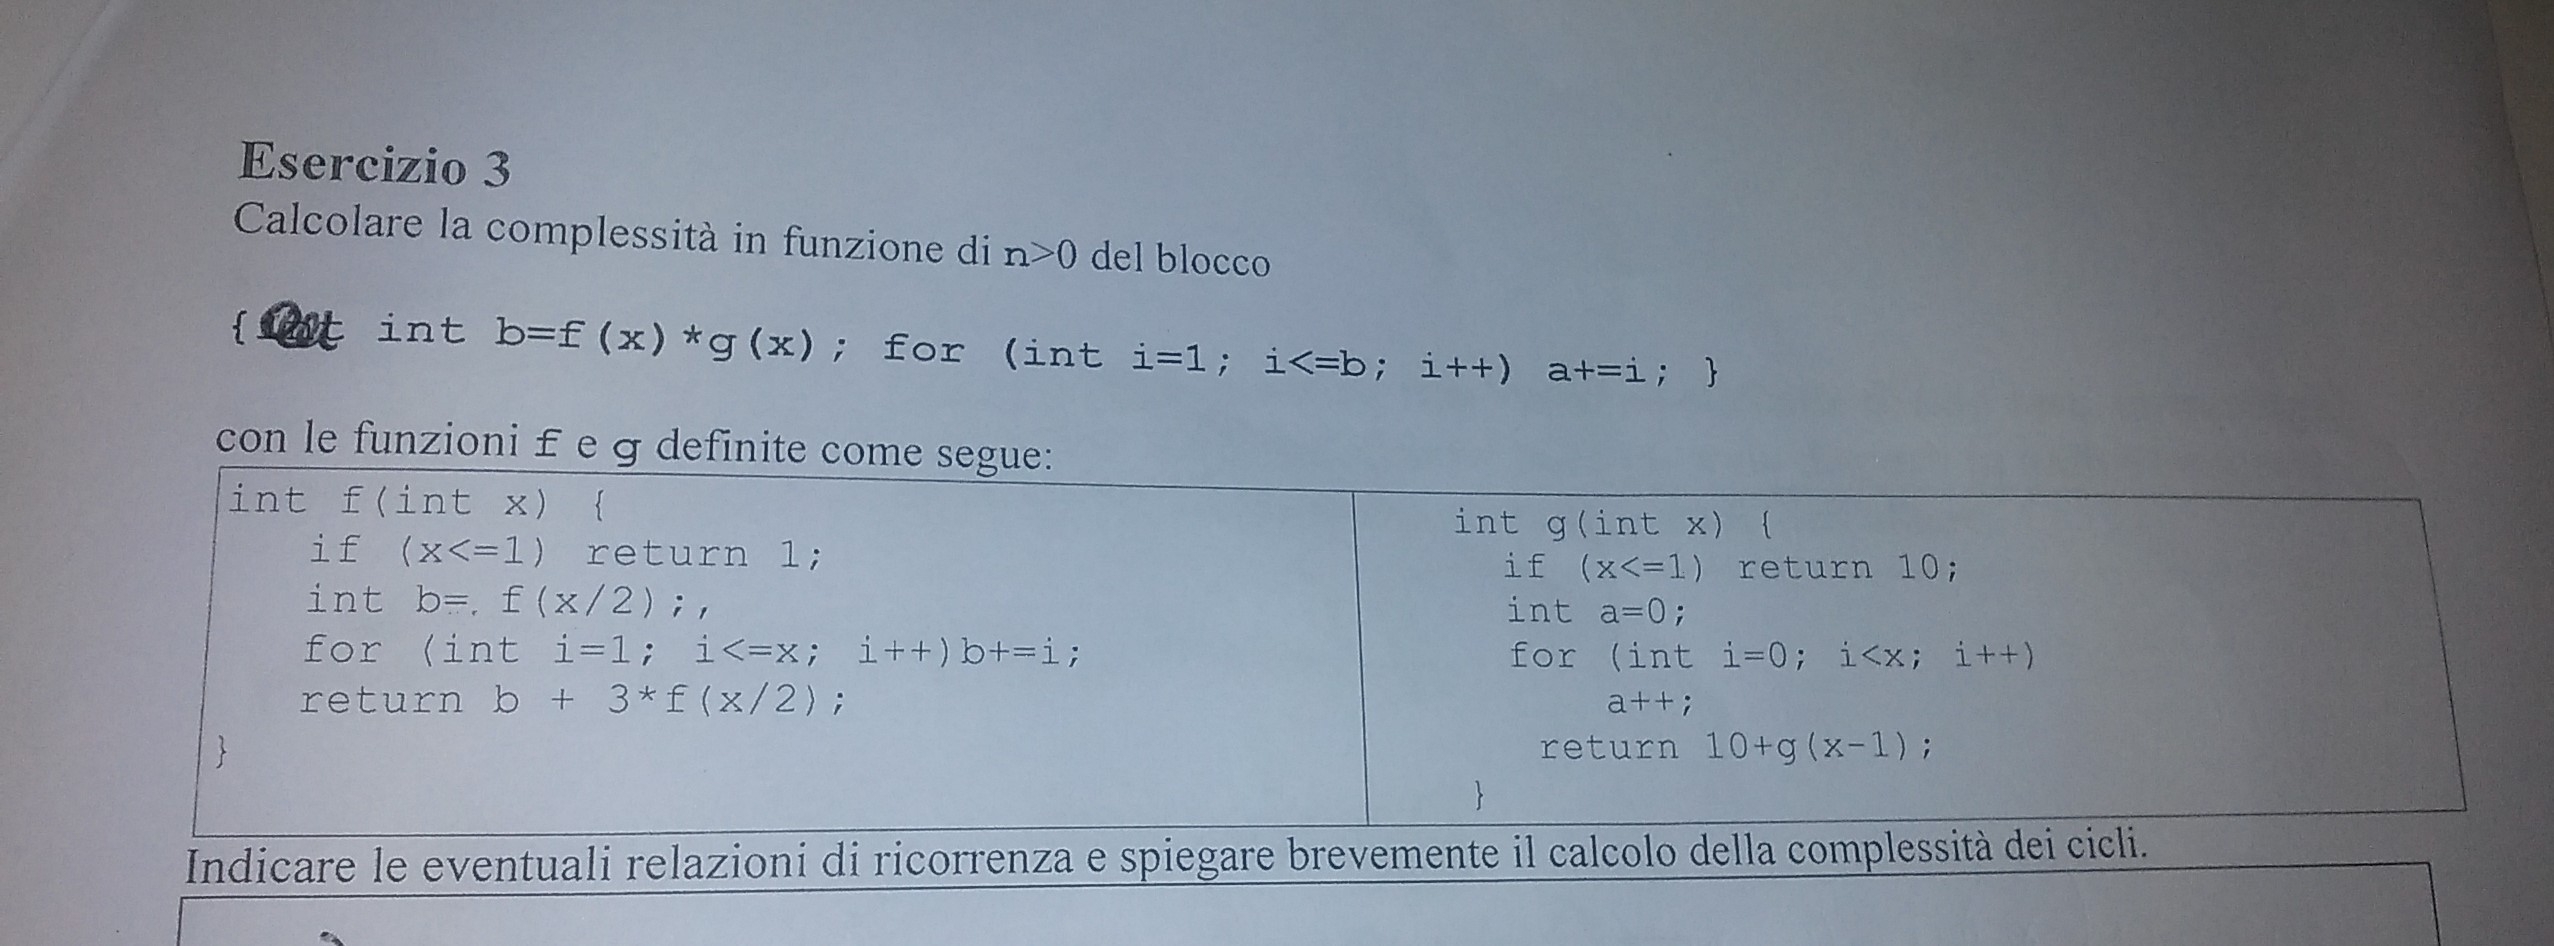 Esercizio 3
Calcolare la complessità in funzione di n>0 del blocco
{ int b=f(x)*g(x); for (int i=1; i<=b; i++) a+=i; }
con le funzioni f e g definite come segue:
int f(int x) {
if (x<=1) return 1;
int b=. f(x/2);,
for (int i=1; i<=x; i++)b+=i;
return b + 3*f(x/2);
}
int g(int x) {
if (x<=1) return 10;
int a=0;
for (int i=0; i<x; i++)
a++;
return 10+g(x-1);
}
Indicare le eventuali relazioni di ricorrenza e spiegare brevemente il calcolo della complessità dei cicli.